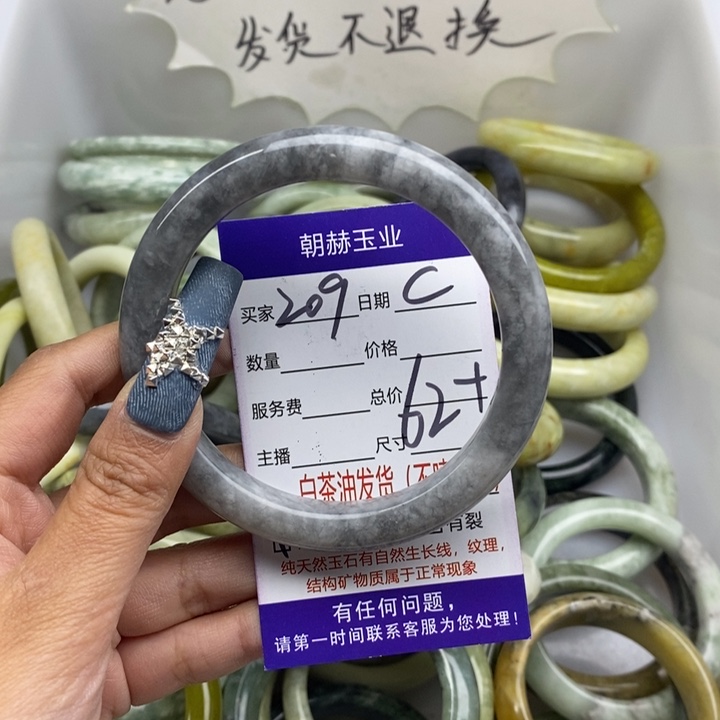 发货不退换
朝赫玉业
买家 209 日期 C
数量 价格
服务费 总价
主播 尺寸 62+
白茶油发货（不
有裂
纯天然玉石有自然生长线，纹理，
结构矿物质属于正常现象
有任何问题，
请第一时间联系客服为您处理！